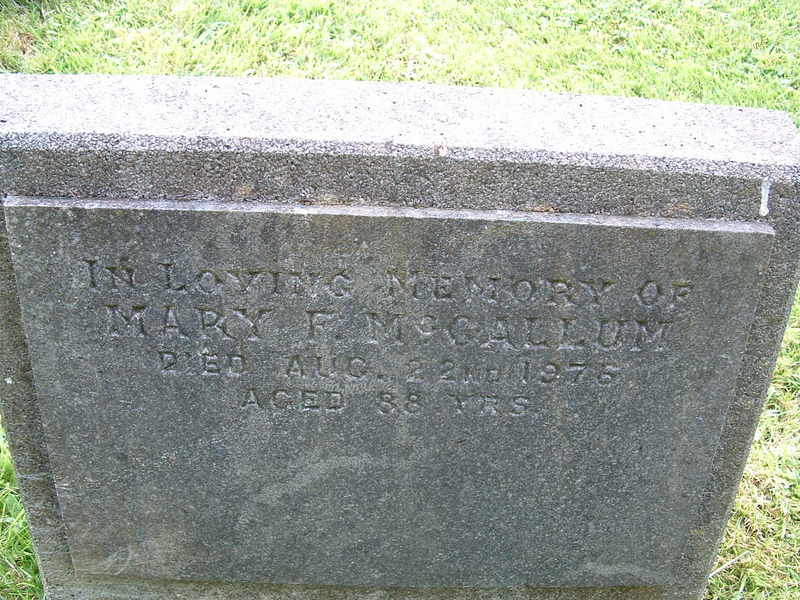 IN LOVING MEMORY OF
MARY F. McCALLUM
DIED AUG. 22ND 1976
AGED 88 YRS